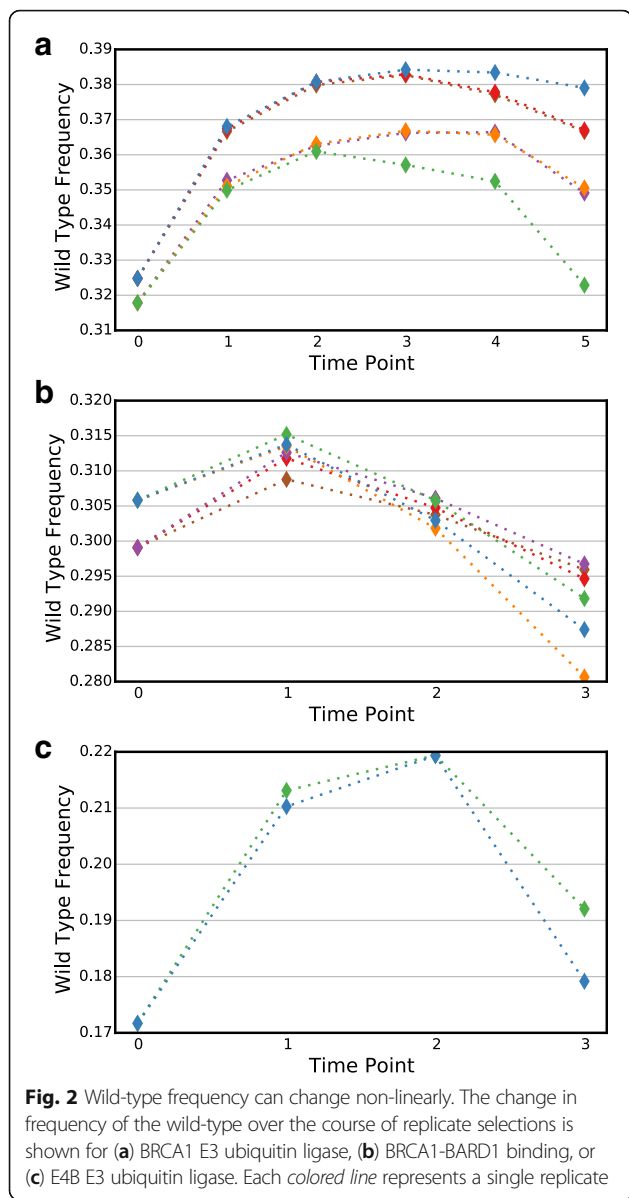 a
0.39
0.38
0.37
0.36
0.35
0.34
0.33
0.32
0.31
Wild Type Frequency
0 1 2 3 4 5
Time Point
b
0.320
0.315
0.310
0.305
0.300
0.295
0.290
0.285
0.280
Wild Type Frequency
0 1 2 3
Time Point
c
0.22
0.21
0.20
0.19
0.18
0.17
Wild Type Frequency
0 1 2 3
Time Point
Fig. 2 Wild-type frequency can change non-linearly. The change in
frequency of the wild-type over the course of replicate selections is
shown for (a) BRCA1 E3 ubiquitin ligase, (b) BRCA1-BARD1 binding, or
(c) E4B E3 ubiquitin ligase. Each colored line represents a single replicate